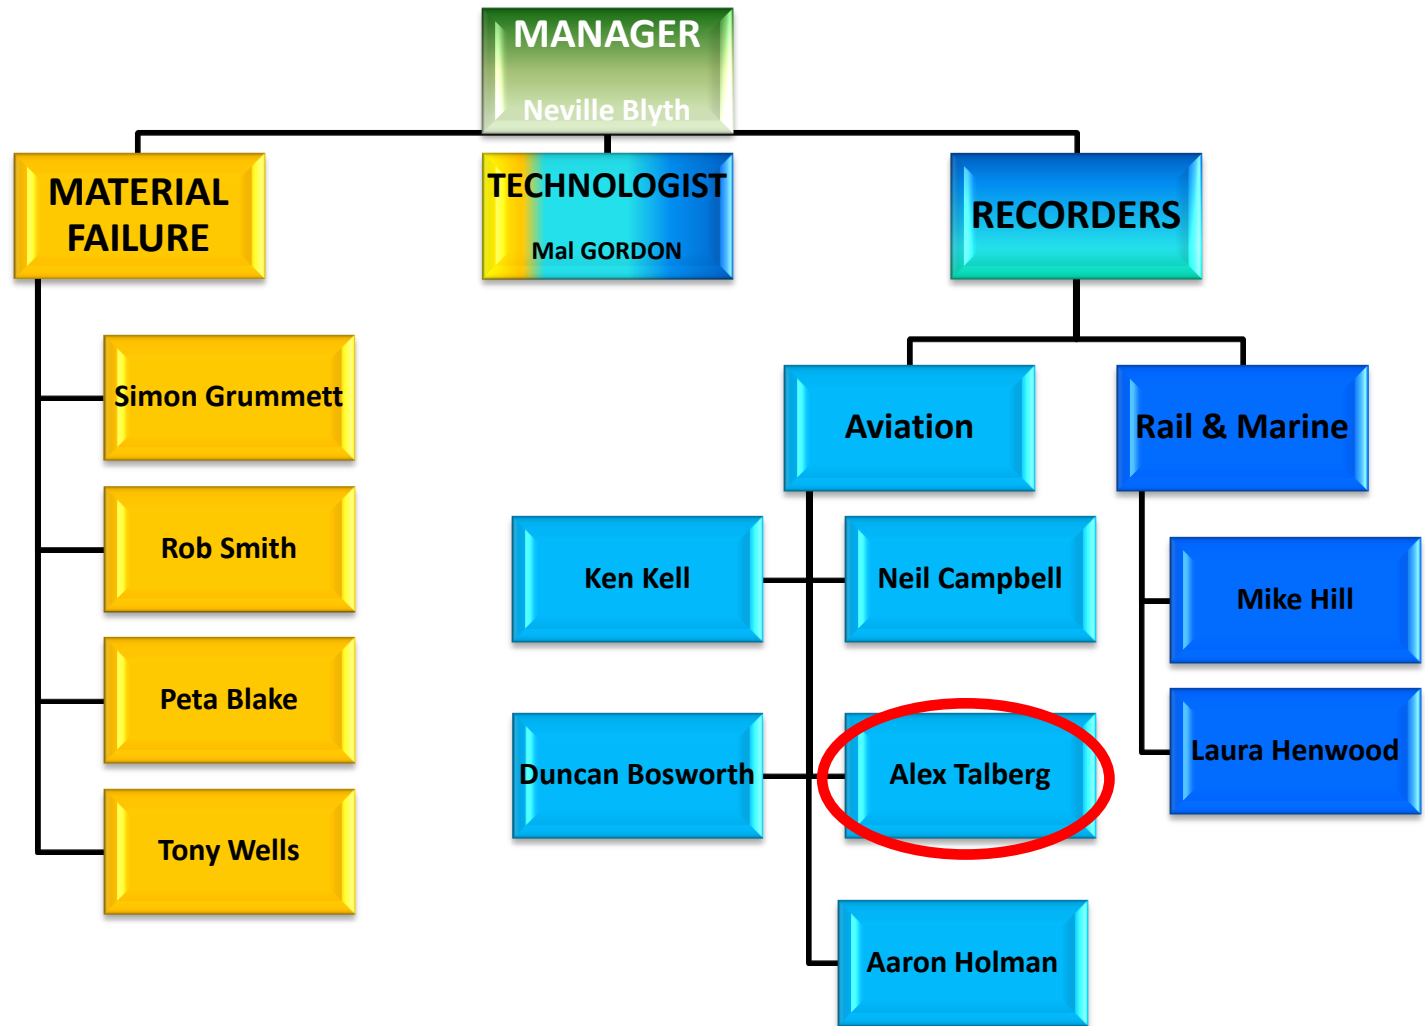 MANAGER
Neville Blyth
MATERIAL
FAILURE
TECHNOLOGIST
Mal GORDON
RECORDERS
Simon Grummett
Rob Smith
Peta Blake
Tony Wells
Aviation
Rail & Marine
Ken Kell
Neil Campbell
Duncan Bosworth
Alex Talberg
Aaron Holman
Mike Hill
Laura Henwood